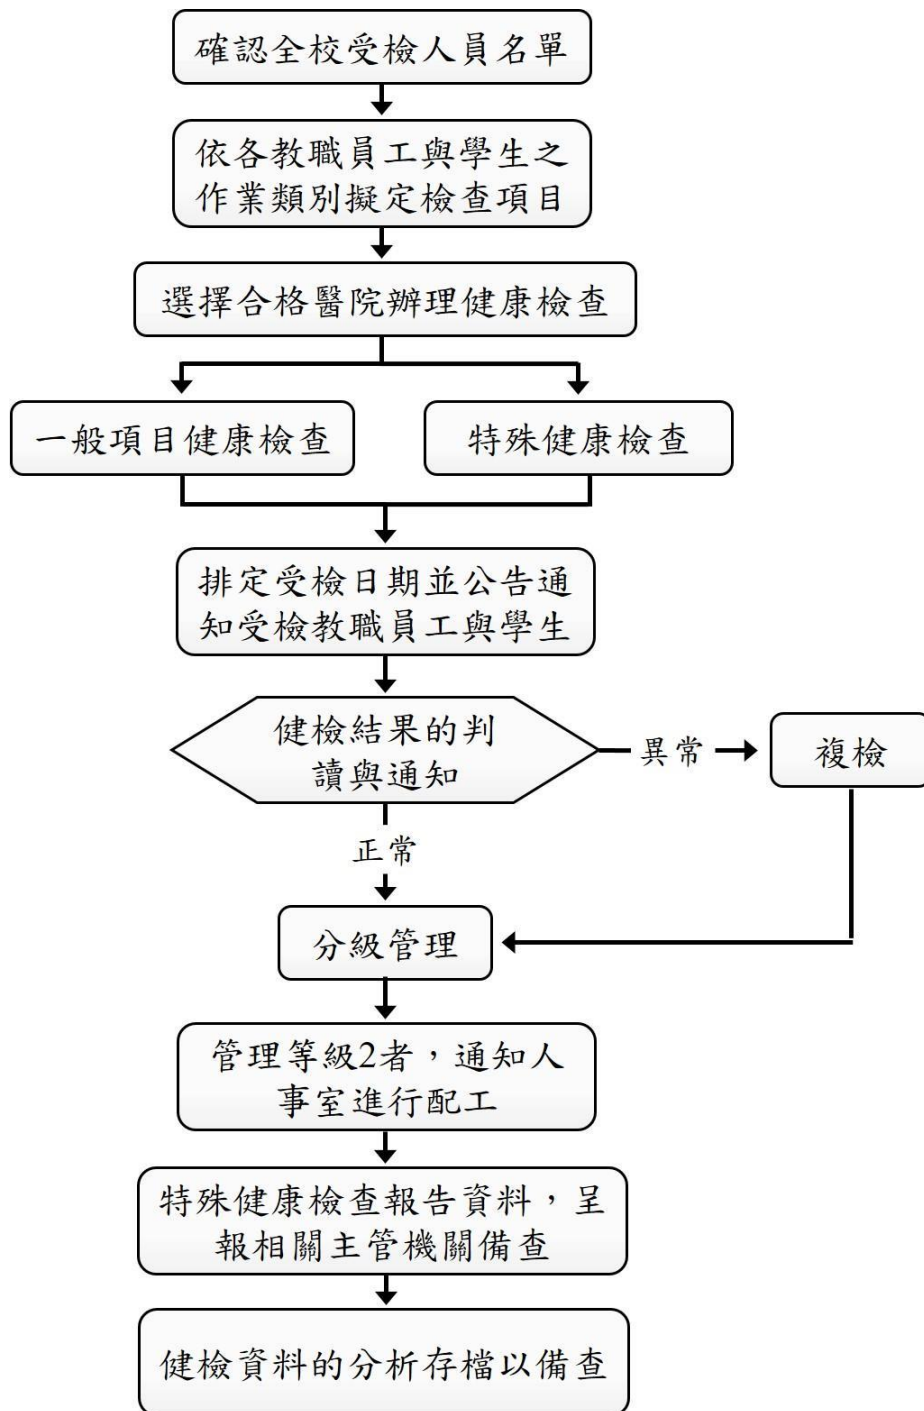 確認全校受檢人員名單
依各教職員工與學生之
作業類別擬定檢查項目
選擇合格醫院辦理健康檢查
一般項目健康檢查
特殊健康檢查
排定受檢日期並公告通
知受檢教職員工與學生
健檢結果的判
讀與通知
異常
複檢
正常
分級管理
管理等級2者，通知人
事室進行配工
特殊健康檢查報告資料，呈
報相關主管機關備查
健檢資料的分析存檔以備查